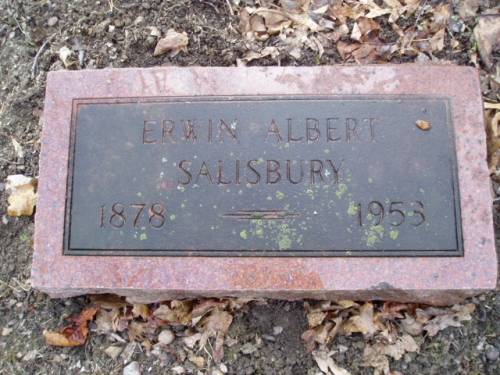 ERWIN ALBERT
SALISBURY
1878 1953